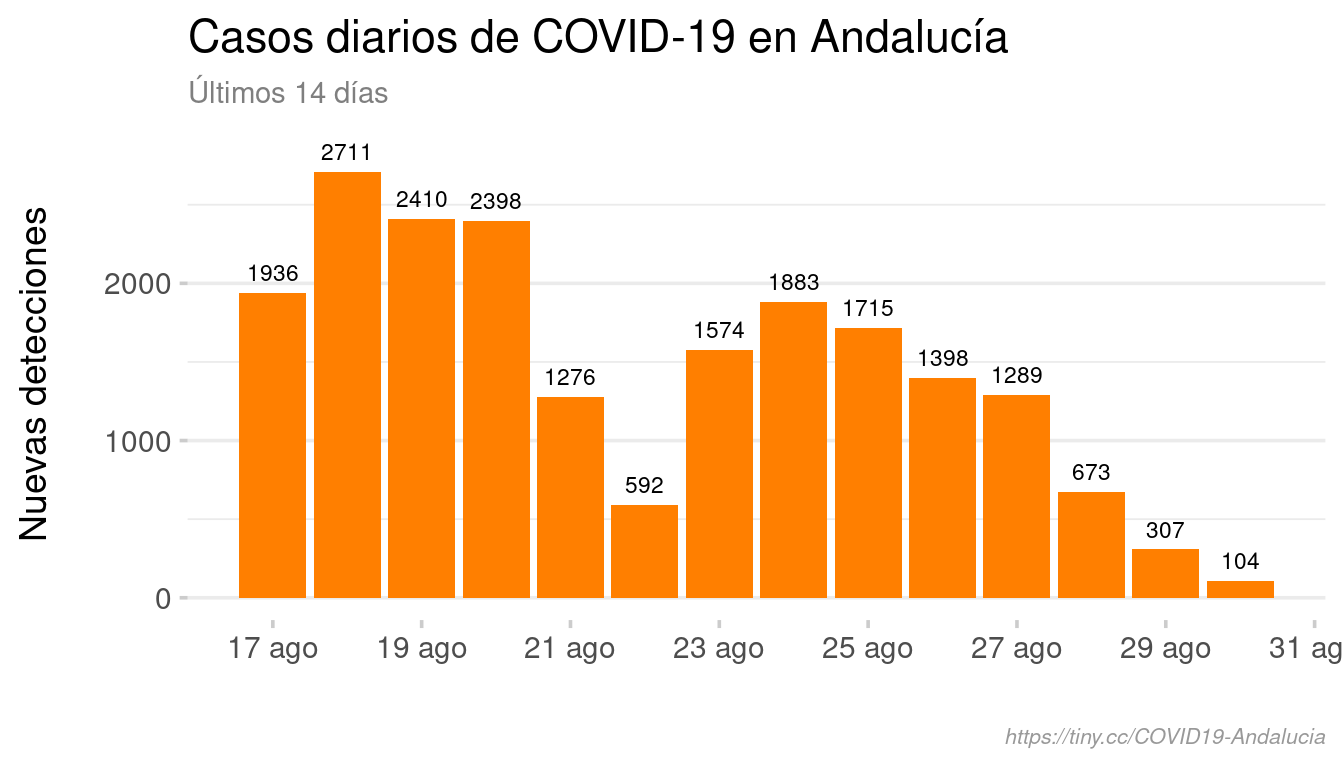 Casos diarios de COVID-19 en Andalucía
Últimos 14 días
Nuevas detecciones
2000
1000
0
1936
2711
2410
2398
1276
592
1574
1883
1715
1398
1289
673
307
104
17 ago
19 ago
21 ago
23 ago
25 ago
27 ago
29 ago
31 ag
https://tiny.cc/COVID19-Andalucia